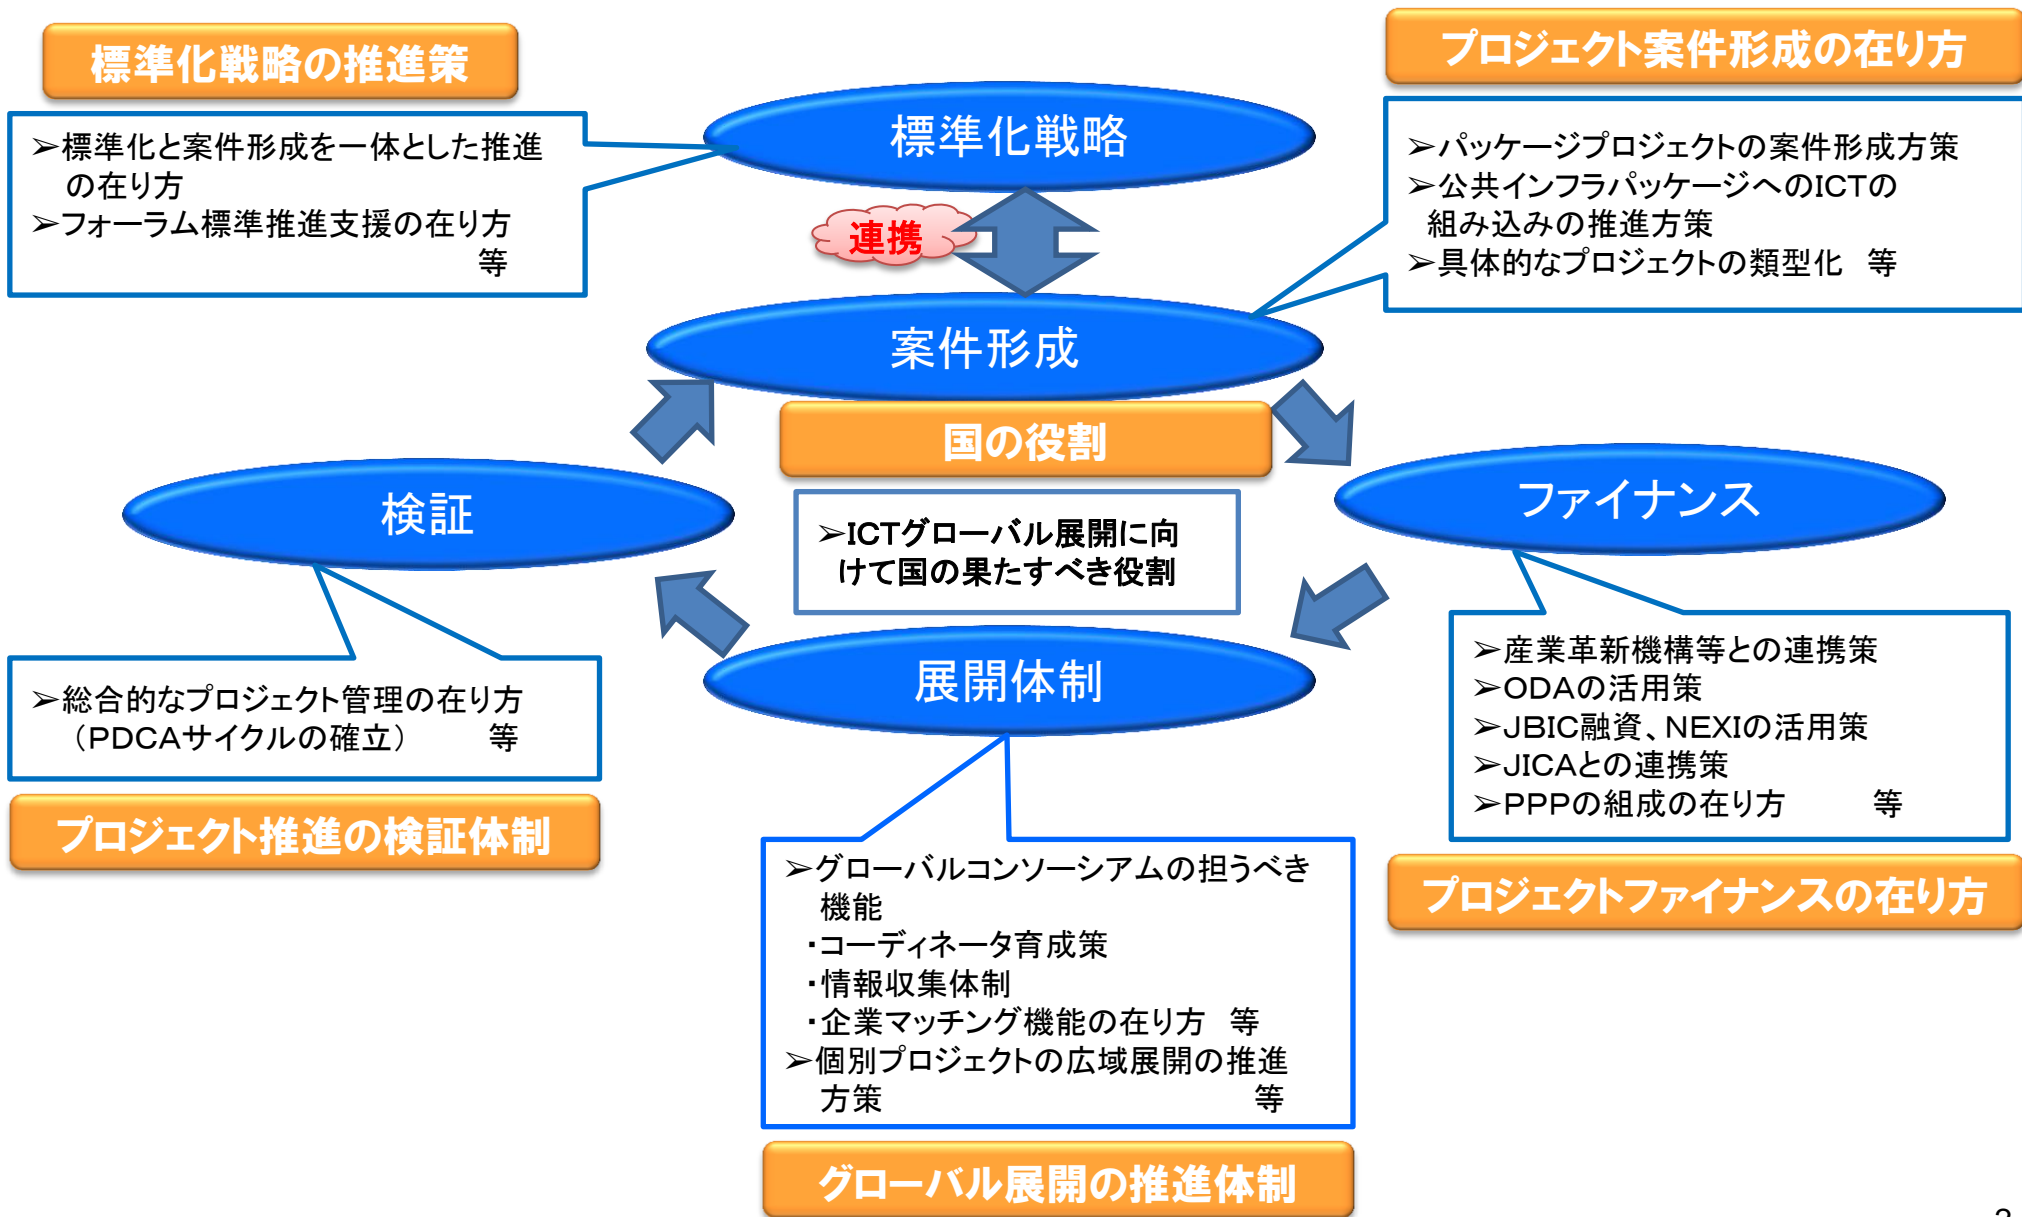 標準化戦略の推進策
➢標準化と案件形成を一体とした推進
の在り方
➢フォーラム標準推進支援の在り方
等
標準化戦略
連携
プロジェクト案件形成の在り方
➢パッケージプロジェクトの案件形成方策
➢公共インフラパッケージへのICTの
組み込みの推進方策
➢具体的なプロジェクトの類型化　等
案件形成
国の役割
➢ICTグローバル展開に向
けて国の果たすべき役割
検証
➢総合的なプロジェクト管理の在り方
（PDCAサイクルの確立）　　等
プロジェクト推進の検証体制
ファイナンス
➢産業革新機構等との連携策
➢ODAの活用策
➢JBIC融資、NEXIの活用策
➢JICAとの連携策
➢PPPの組成の在り方　　等
プロジェクトファイナンスの在り方
展開体制
➢グローバルコンソーシアムの担うべき
機能
・コーディネータ育成策
・情報収集体制
・企業マッチング機能の在り方　等
➢個別プロジェクトの広域展開の推進
方策　　等
グローバル展開の推進体制